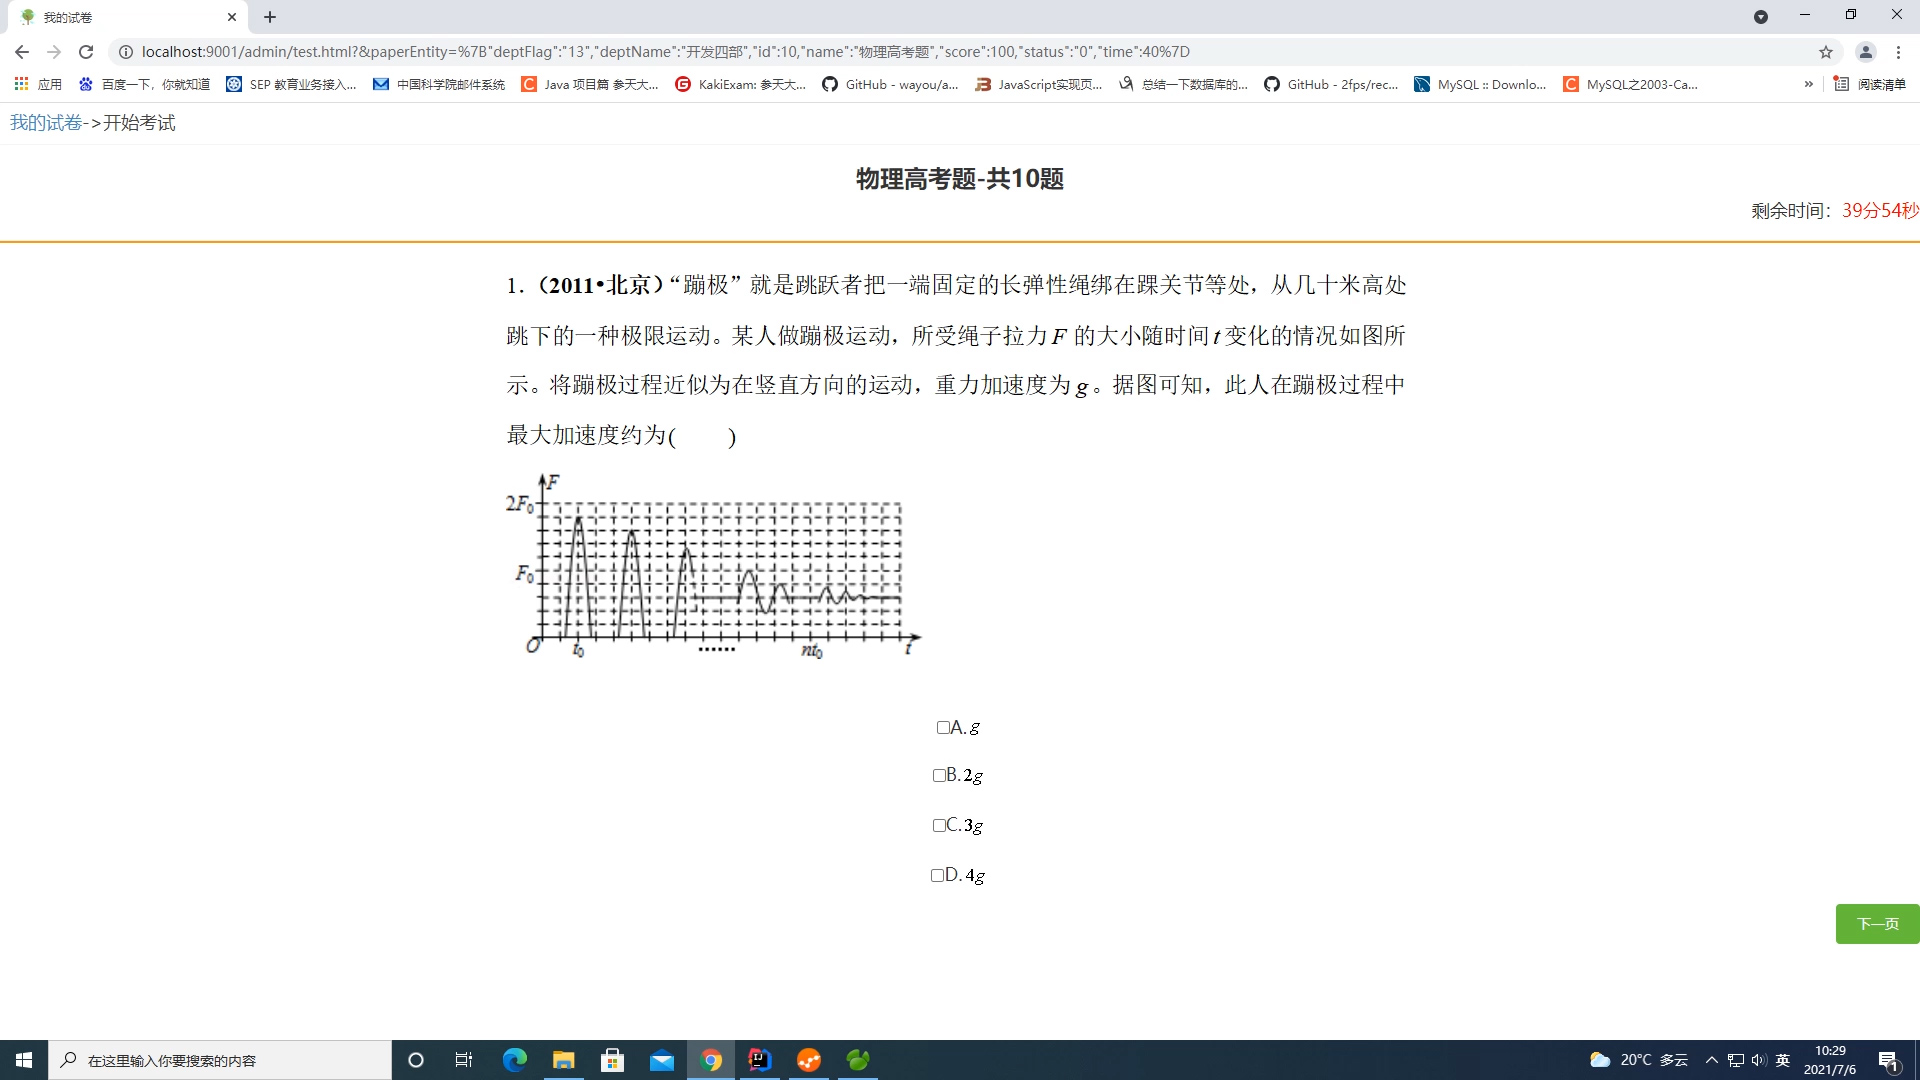 我的试卷
localhost:9001/admin/test.html?&paperEntity=%7B"deptFlag":"13","deptName":"开发四部","id":10,"name":"物理高考题","score":100,"status":"0","time":40%7D
应用 百度一下，你就知道 SEP 教育业务接入... 中国科学院邮件系统 Java 项目篇 参天大... KakiExam: 参天大... GitHub - wayou/a... JavaScript实现页... 总结一下数据库的... GitHub - 2fps/rec... MySQL :: Downlo... MySQL之2003-Ca... » 阅读清单
我的试卷->开始考试
物理高考题-共10题
剩余时间：39分54秒
1.（2011•北京）“蹦极”就是跳跃者把一端固定的长弹性绳绑在踝关节等处，从几十米高处
跳下的一种极限运动。某人做蹦极运动，所受绳子拉力F 的大小随时间t变化的情况如图所
示。将蹦极过程近似为在竖直方向的运动，重力加速度为g。据图可知，此人在蹦极过程中
最大加速度约为( )
F
2F₀
F₀
O t₀ ...... nt₀ t
A.g
B.2g
C.3g
D.4g
下一页
在这里输入你要搜索的内容
20°C 多云 英 10:29
2021/7/6
1